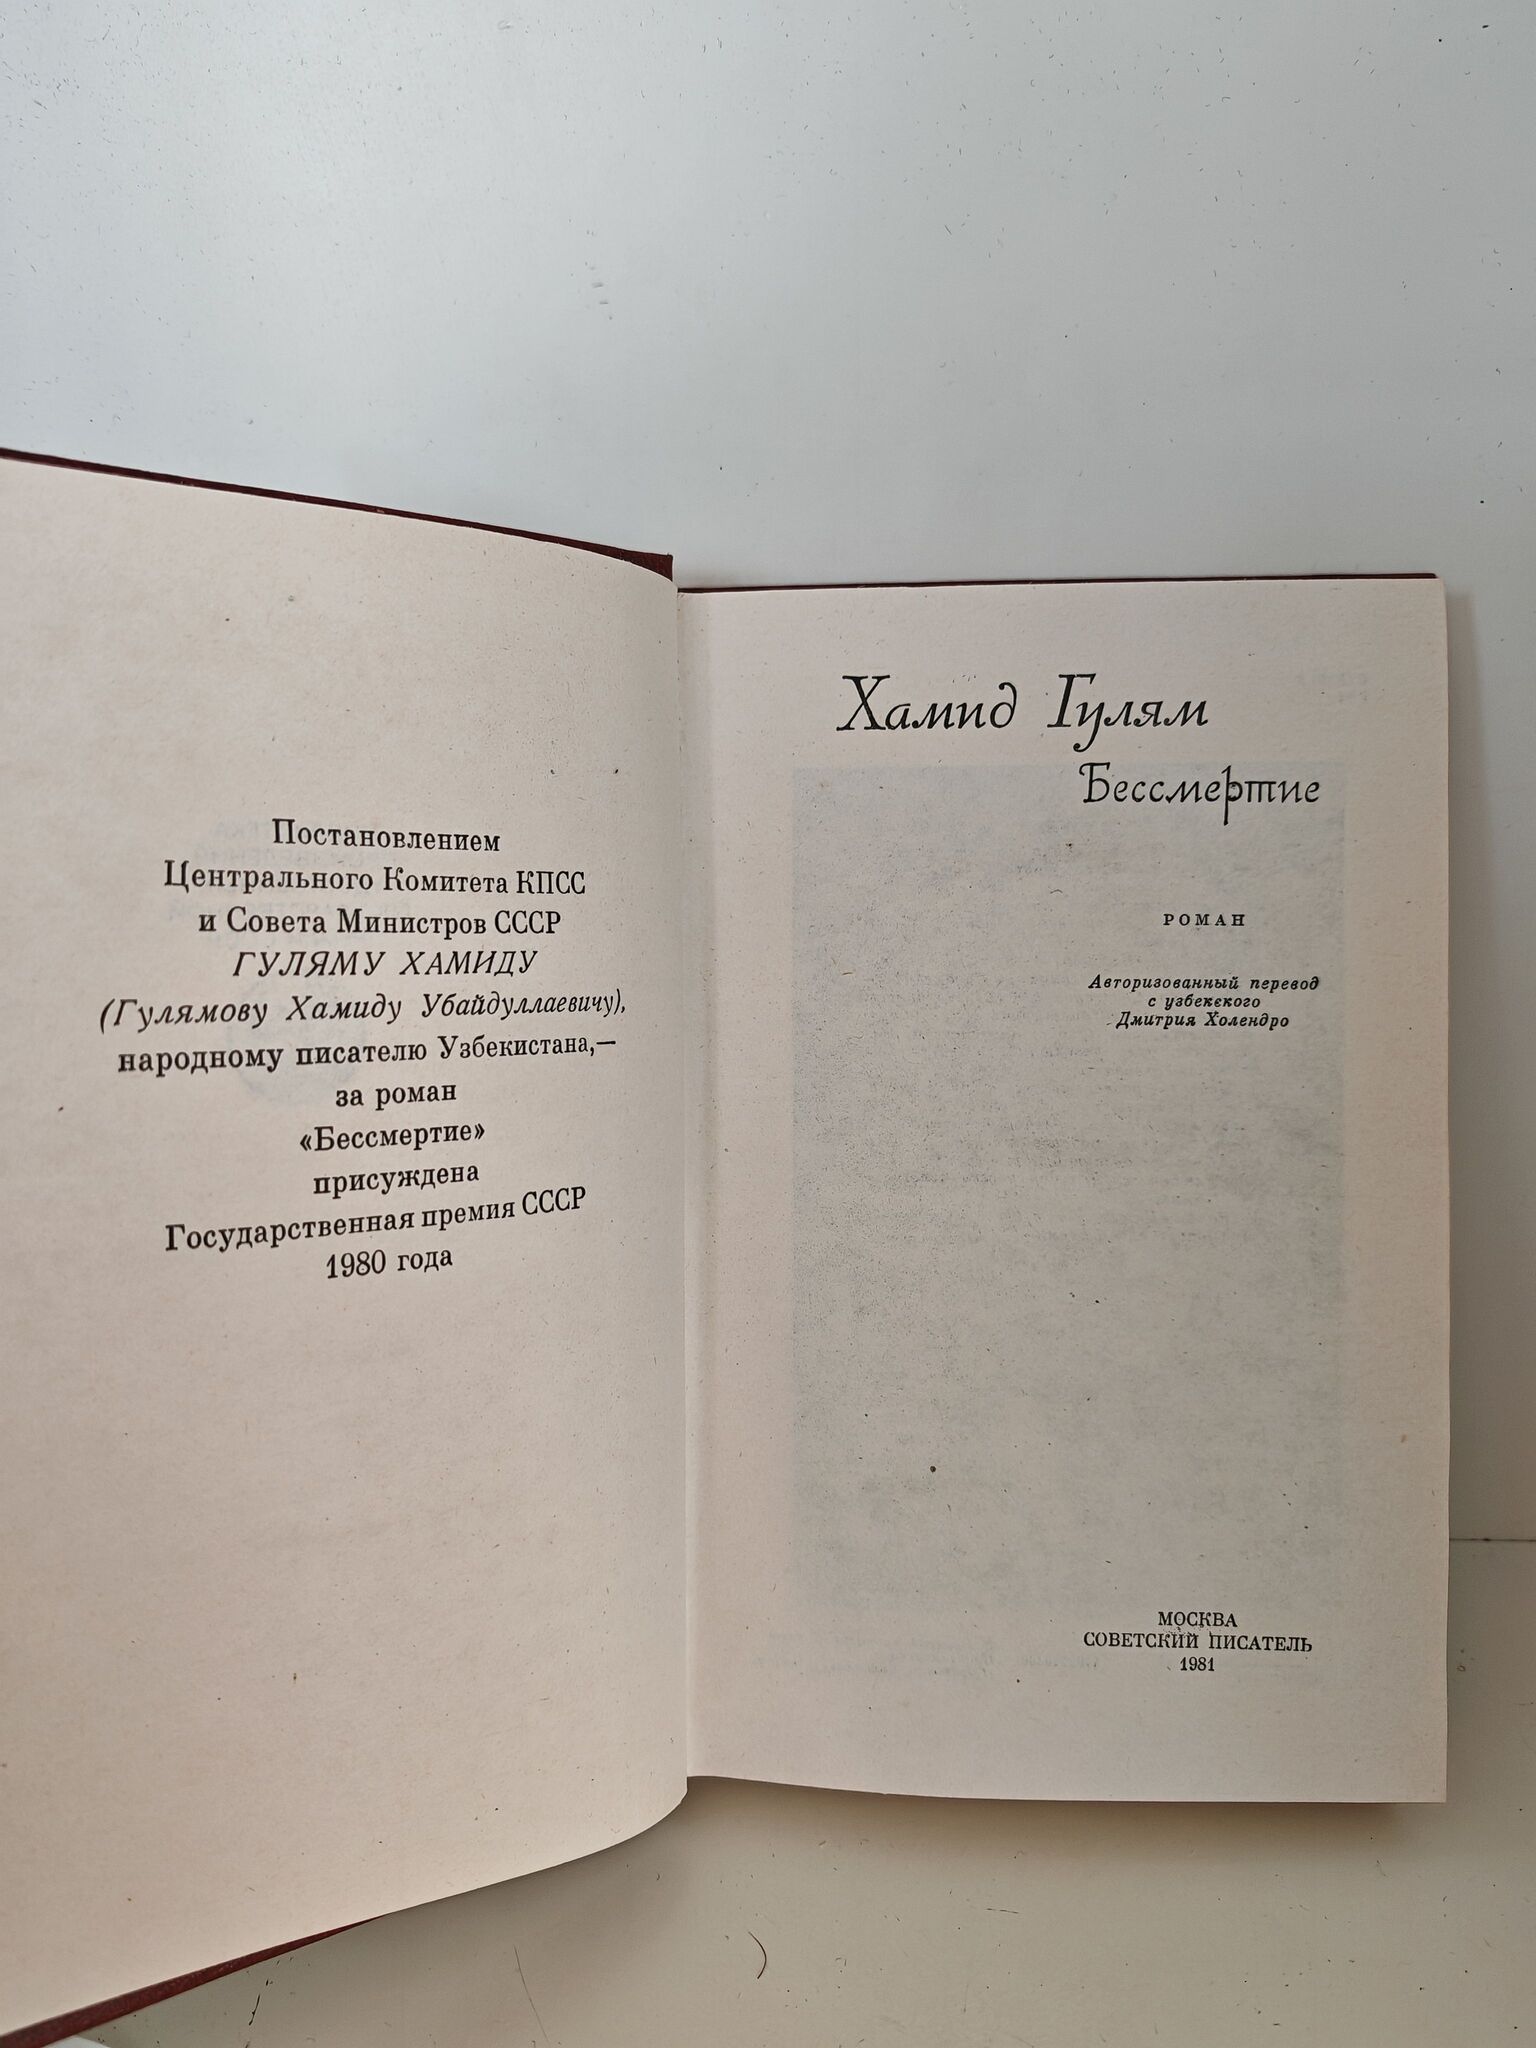 Постановлением
Центрального Комитета КПСС
и Совета Министров СССР
ГУЛЯМУ ХАМИДУ
(Гулямову Хамиду Убайдуллаевичу),
народному писателю Узбекистана,—
за роман
«Бессмертие»
присуждена
Государственная премия СССР
1980 года
Хамид Гулям
Бессмертие
РОМАН
Авторизованный перевод
с узбекского
Дмитрия Холендро
МОСКВА
СОВЕТСКИЙ ПИСАТЕЛЬ
1981